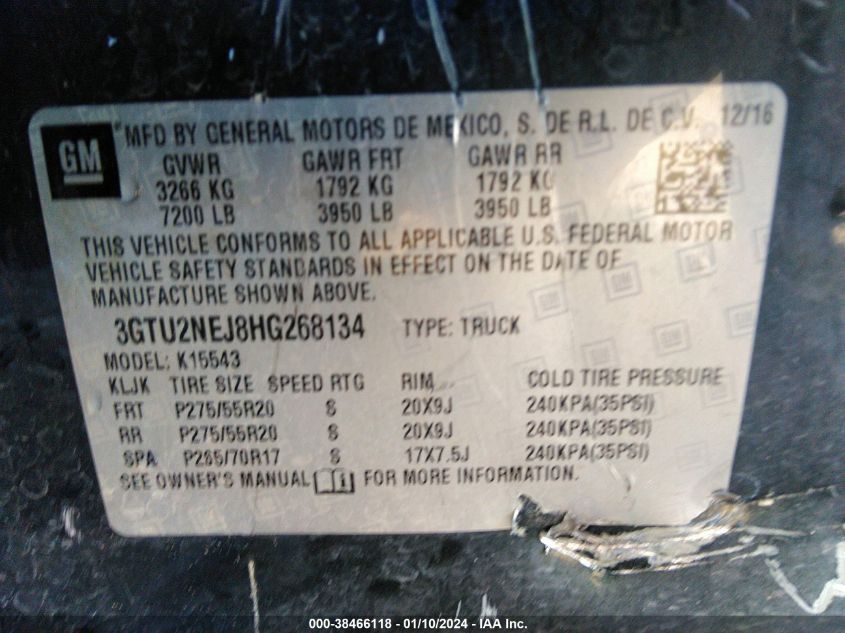 GM
MFD BY GENERAL MOTORS DE MEXICO, S. DE R.L. DE C.V. 12/16
GVWR GAWR FRT GAWR RR
3266 KG 1792 KG 1792 KG
7200 LB 3950 LB 3950 LB
THIS VEHICLE CONFORMS TO ALL APPLICABLE U.S. FEDERAL MOTOR
VEHICLE SAFETY STANDARDS IN EFFECT ON THE DATE OF
MANUFACTURE SHOWN ABOVE.
3GTU2NEJ8HG268134 TYPE: TRUCK
MODEL: K15543
KLJK TIRE SIZE SPEED RTG RIM COLD TIRE PRESSURE
FRT P275/55R20 S 20X9J 240KPA(35PSI)
RR P275/55R20 S 20X9J 240KPA(35PSI)
SPA P265/70R17 S 17X7.5J 240KPA(35PSI)
SEE OWNER'S MANUAL FOR MORE INFORMATION.
000-38466118 - 01/10/2024 - IAA Inc.